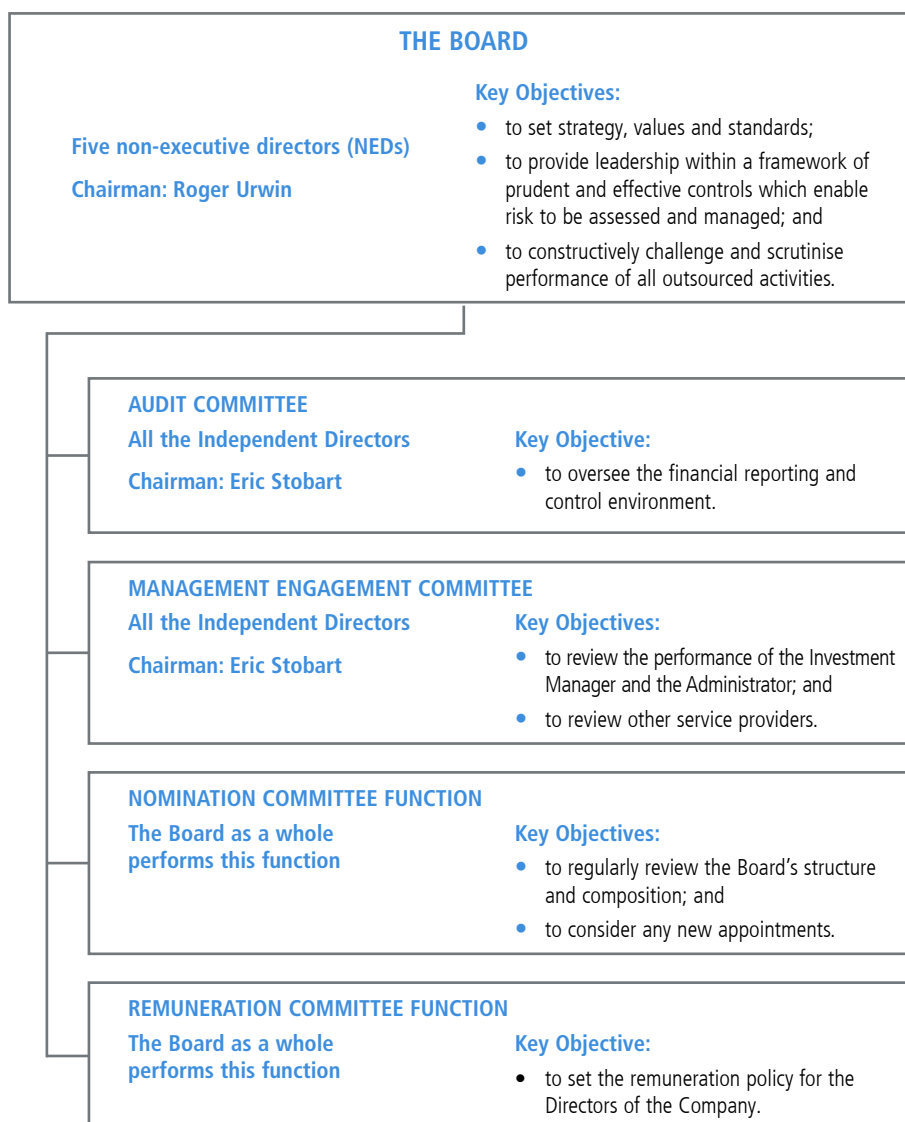 THE BOARD
Five non-executive directors (NEDs)
Chairman: Roger Urwin
Key Objectives:
• to set strategy, values and standards;
• to provide leadership within a framework of
prudent and effective controls which enable
risk to be assessed and managed; and
• to constructively challenge and scrutinise
performance of all outsourced activities.
AUDIT COMMITTEE
All the Independent Directors
Chairman: Eric Stobart
Key Objective:
• to oversee the financial reporting and
control environment.
MANAGEMENT ENGAGEMENT COMMITTEE
All the Independent Directors
Chairman: Eric Stobart
Key Objectives:
• to review the performance of the Investment
Manager and the Administrator; and
• to review other service providers.
NOMINATION COMMITTEE FUNCTION
The Board as a whole
performs this function
Key Objectives:
• to regularly review the Board's structure
and composition; and
• to consider any new appointments.
REMUNERATION COMMITTEE FUNCTION
The Board as a whole
performs this function
Key Objective:
• to set the remuneration policy for the
Directors of the Company.